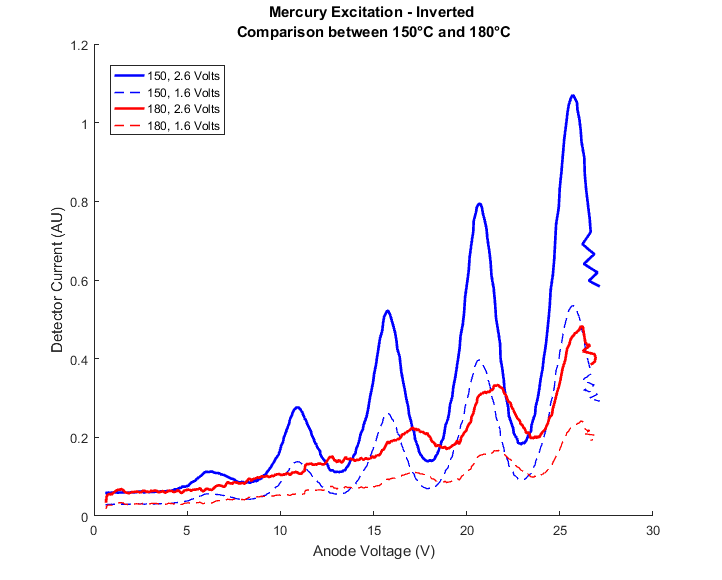 Mercury Excitation - Inverted
Comparison between 150°C and 180°C
150, 2.6 Volts
150, 1.6 Volts
180, 2.6 Volts
180, 1.6 Volts
Detector Current (AU)
1.2
1
0.8
0.6
0.4
0.2
0
0 5 10 15 20 25 30
Anode Voltage (V)